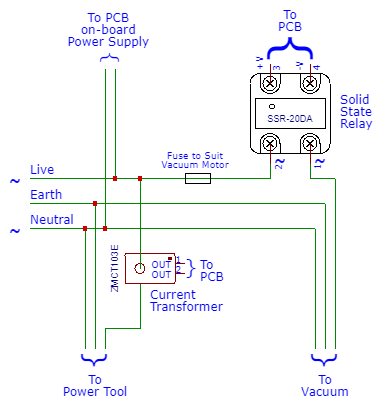 To PCB
on-board
Power Supply
To
PCB
+V
3
-V
4
SSR-20DA
Solid
State
Relay
2
~
1
~
Fuse to Suit
Vacuum Motor
Live
~
Earth
Neutral
~
ZMCT103E
OUT 1
OUT 2
To
PCB
Current
Transformer
To
Power Tool
To
Vacuum